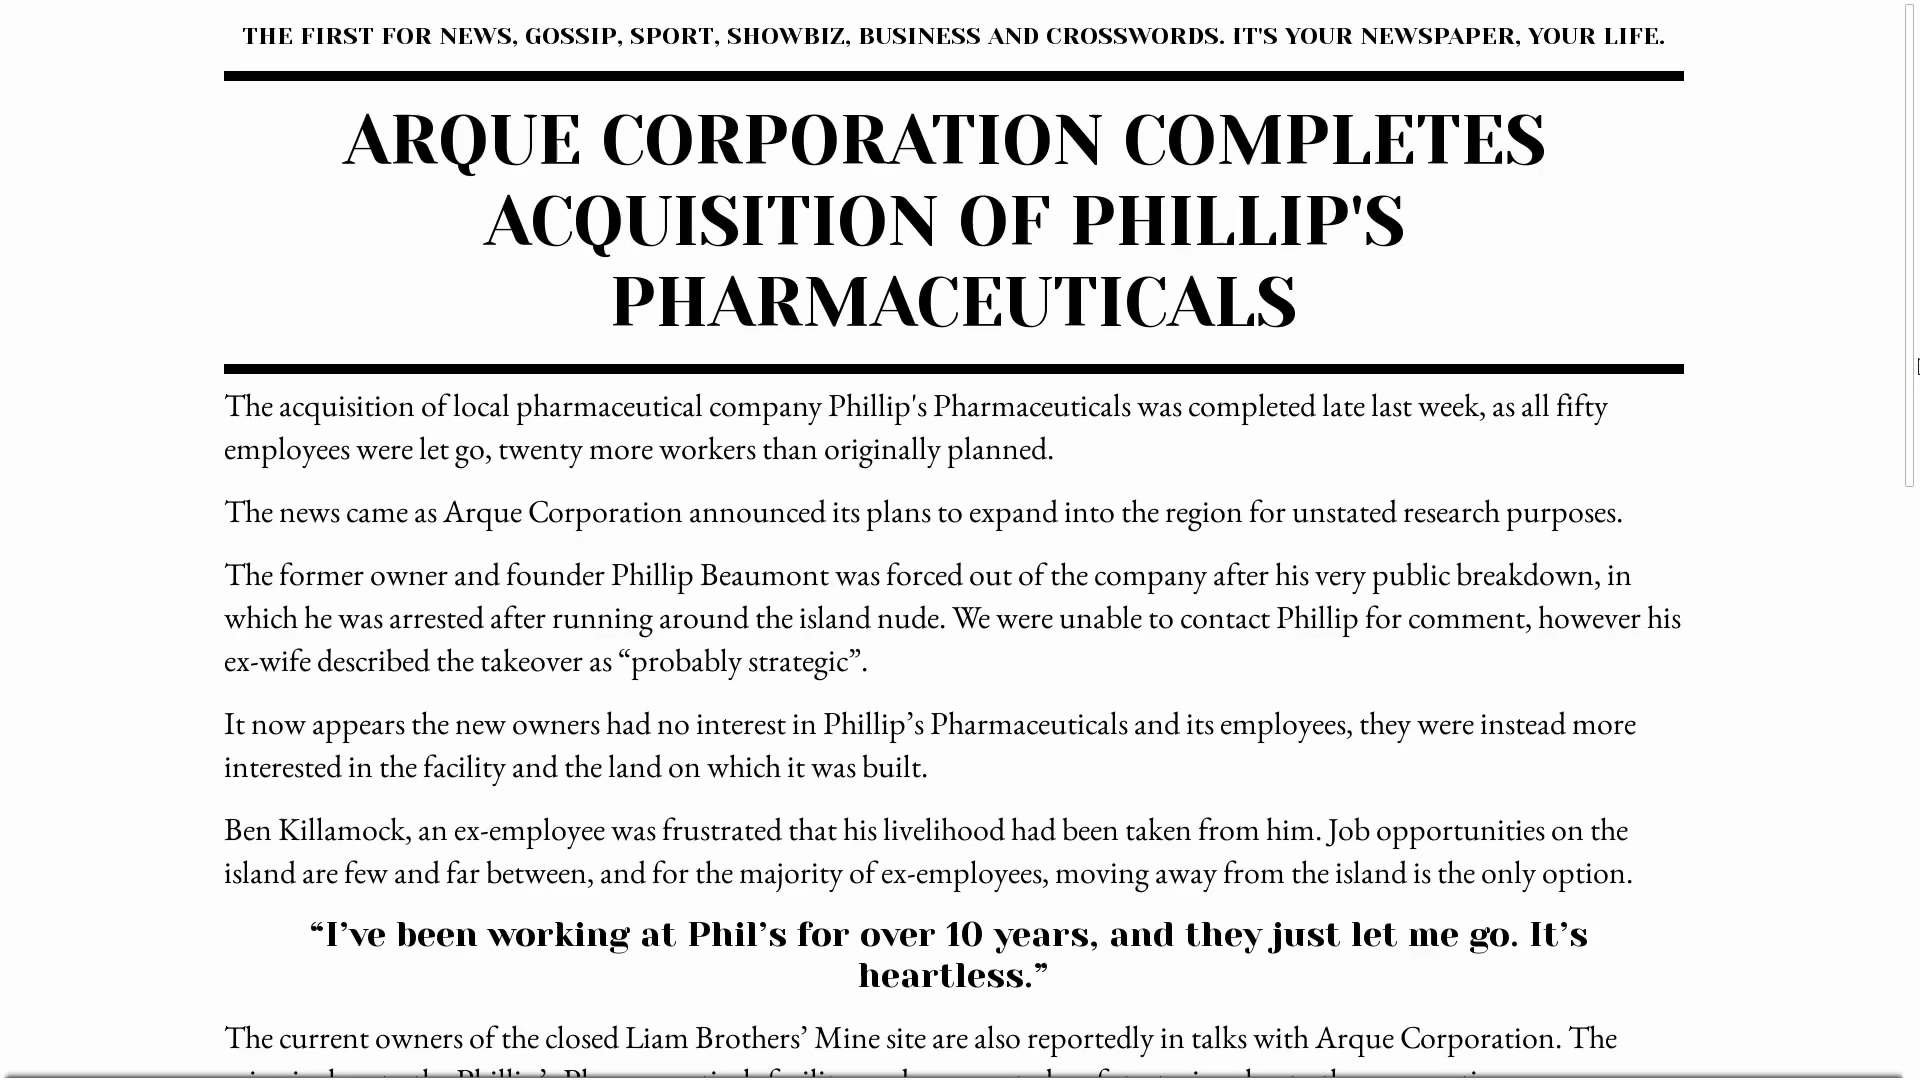 THE FIRST FOR NEWS, GOSSIP, SPORT, SHOWBIZ, BUSINESS AND CROSSWORDS. IT'S YOUR NEWSPAPER, YOUR LIFE.
ARQUE CORPORATION COMPLETES
ACQUISITION OF PHILLIP'S
PHARMACEUTICALS
The acquisition of local pharmaceutical company Phillip's Pharmaceuticals was completed late last week, as all fifty
employees were let go, twenty more workers than originally planned.
The news came as Arque Corporation announced its plans to expand into the region for unstated research purposes.
The former owner and founder Phillip Beaumont was forced out of the company after his very public breakdown, in
which he was arrested after running around the island nude. We were unable to contact Phillip for comment, however his
ex-wife described the takeover as “probably strategic”.
It now appears the new owners had no interest in Phillip’s Pharmaceuticals and its employees, they were instead more
interested in the facility and the land on which it was built.
Ben Killamock, an ex-employee was frustrated that his livelihood had been taken from him. Job opportunities on the
island are few and far between, and for the majority of ex-employees, moving away from the island is the only option.
“I’ve been working at Phil’s for over 10 years, and they just let me go. It’s
heartless.”
The current owners of the closed Liam Brothers’ Mine site are also reportedly in talks with Arque Corporation. The